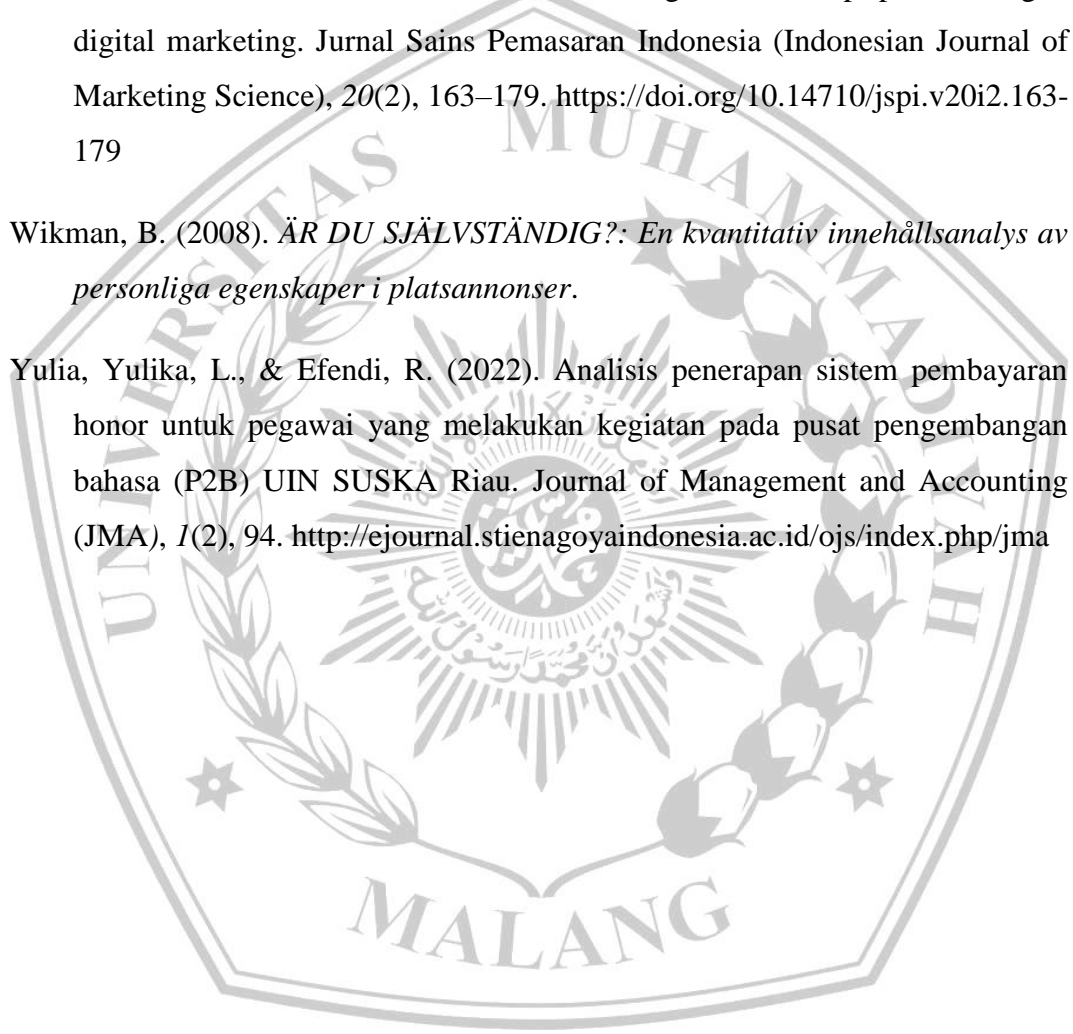 digital marketing. Jurnal Sains Pemasaran Indonesia (Indonesian Journal of
Marketing Science), 20(2), 163–179. https://doi.org/10.14710/jspi.v20i2.163-
179
Wikman, B. (2008). ÄR DU SJÄLVSTÄNDIG?: En kvantitativ innehållsanalys av
personliga egenskaper i platsannonser.
Yulia, Yulika, L., & Efendi, R. (2022). Analisis penerapan sistem pembayaran
honor untuk pegawai yang melakukan kegiatan pada pusat pengembangan
bahasa (P2B) UIN SUSKA Riau. Journal of Management and Accounting
(JMA), 1(2), 94. http://ejournal.stienagoyaindonesia.ac.id/ojs/index.php/jma
UNIVERSITAS MUHAMMADIYAH
MALANG